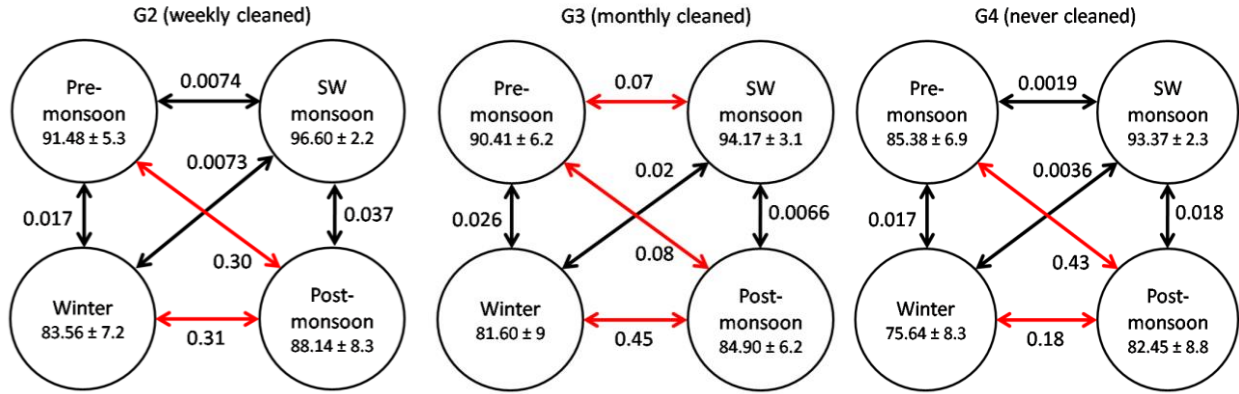 G2 (weekly cleaned)
Pre-
monsoon
91.48 ± 5.3
0.0074
SW
monsoon
96.60 ± 2.2
0.0073
0.017
0.037
0.30
Winter
83.56 ± 7.2
0.31
Post-
monsoon
88.14 ± 8.3
G3 (monthly cleaned)
Pre-
monsoon
90.41 ± 6.2
0.07
SW
monsoon
94.17 ± 3.1
0.02
0.026
0.0066
0.08
Winter
81.60 ± 9
0.45
Post-
monsoon
84.90 ± 6.2
G4 (never cleaned)
Pre-
monsoon
85.38 ± 6.9
0.0019
SW
monsoon
93.37 ± 2.3
0.0036
0.017
0.018
0.43
Winter
75.64 ± 8.3
0.18
Post-
monsoon
82.45 ± 8.8